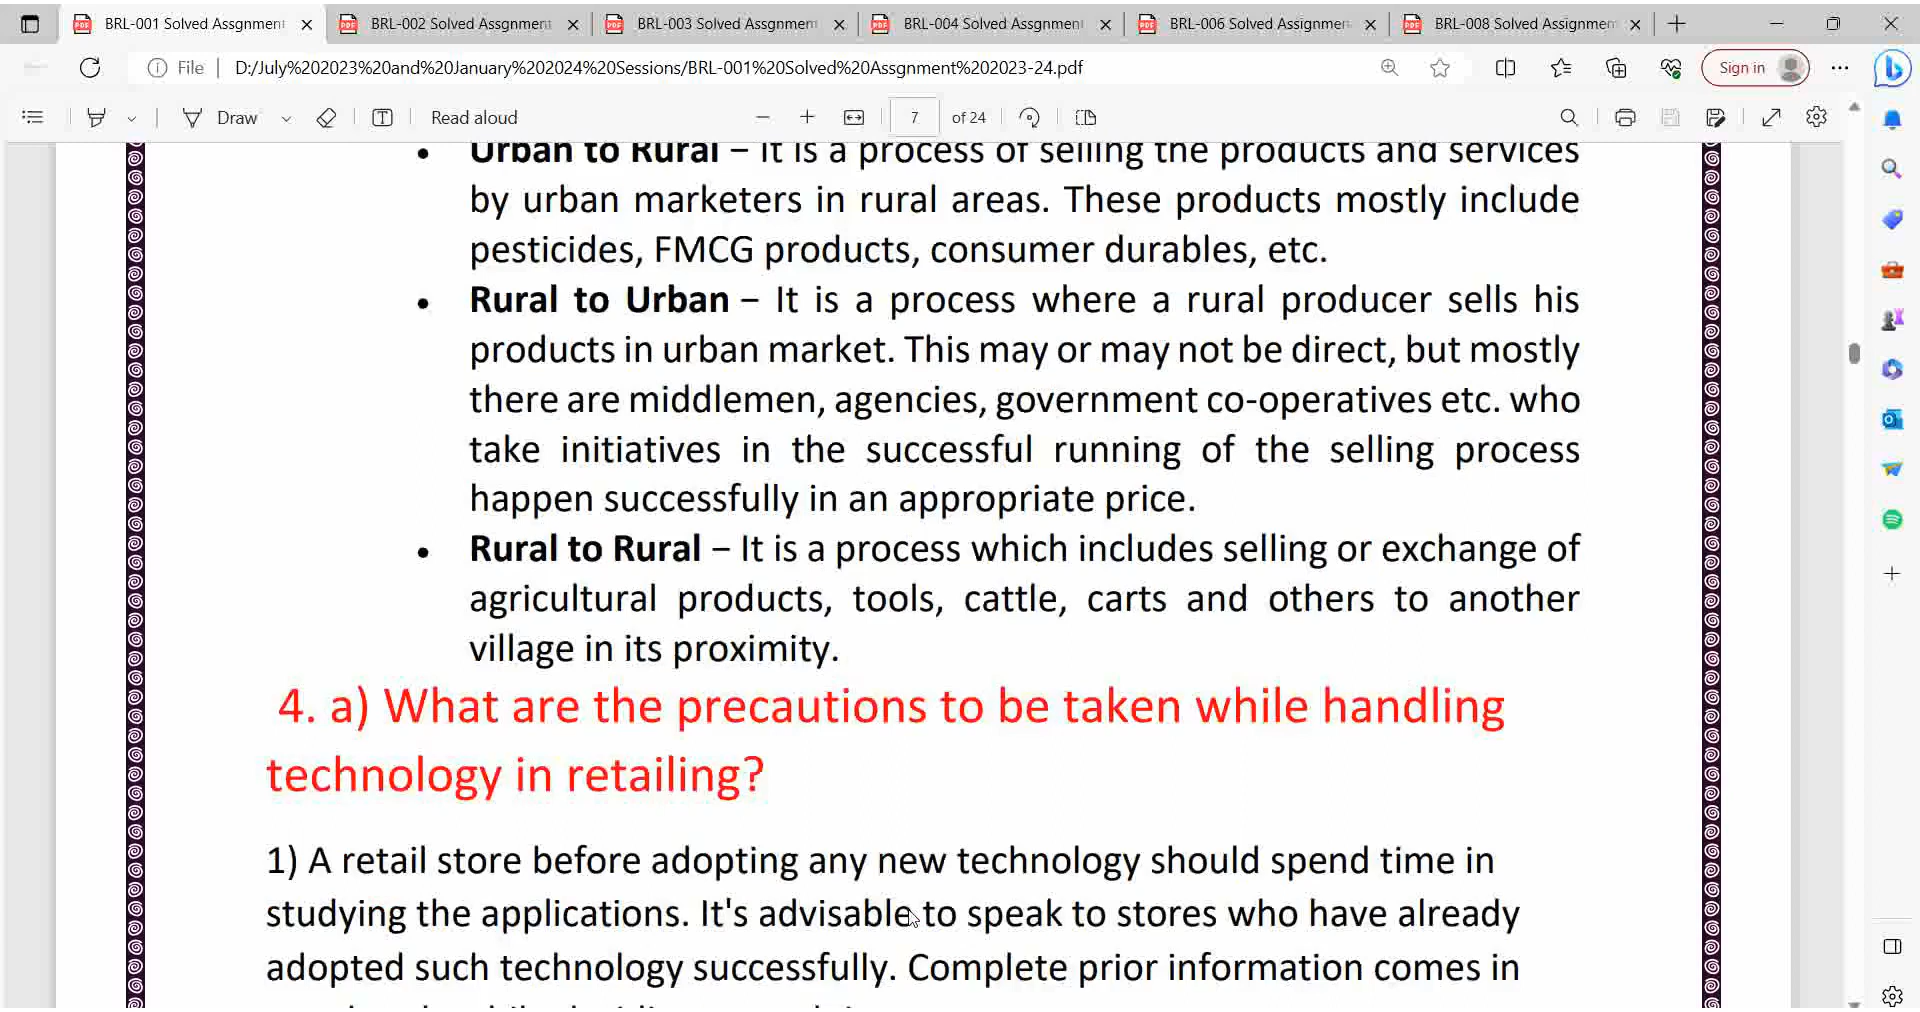 BRL-001 Solved Assgnment
BRL-002 Solved Assgnment
BRL-003 Solved Assgnment
BRL-004 Solved Assgnment
BRL-006 Solved Assignmen
BRL-008 Solved Assignmen
File
D:/July%202023%20and%20January%202024%20Sessions/BRL-001%20Solved%20Assgnment%202023-24.pdf
Sign in
Draw
Read aloud
7
of 24
• Urban to Rural – It is a process of selling the products and services
by urban marketers in rural areas. These products mostly include
pesticides, FMCG products, consumer durables, etc.
• Rural to Urban – It is a process where a rural producer sells his
products in urban market. This may or may not be direct, but mostly
there are middlemen, agencies, government co-operatives etc. who
take initiatives in the successful running of the selling process
happen successfully in an appropriate price.
• Rural to Rural – It is a process which includes selling or exchange of
agricultural products, tools, cattle, carts and others to another
village in its proximity.
4. a) What are the precautions to be taken while handling
technology in retailing?
1) A retail store before adopting any new technology should spend time in
studying the applications. It's advisable to speak to stores who have already
adopted such technology successfully. Complete prior information comes in